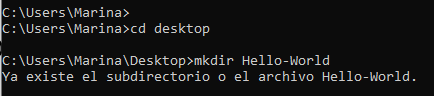 C:\Users\Marina>
C:\Users\Marina>cd desktop
C:\Users\Marina\Desktop>mkdir Hello-World
Ya existe el subdirectorio o el archivo Hello-World.